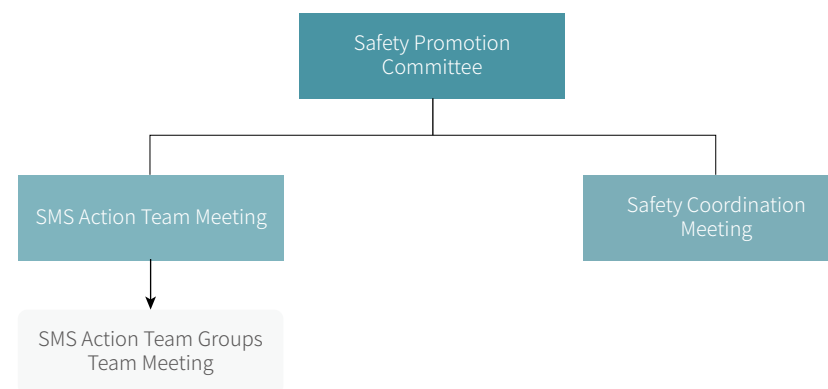 Safety Promotion
Committee
SMS Action Team Meeting
Safety Coordination
Meeting
SMS Action Team Groups
Team Meeting